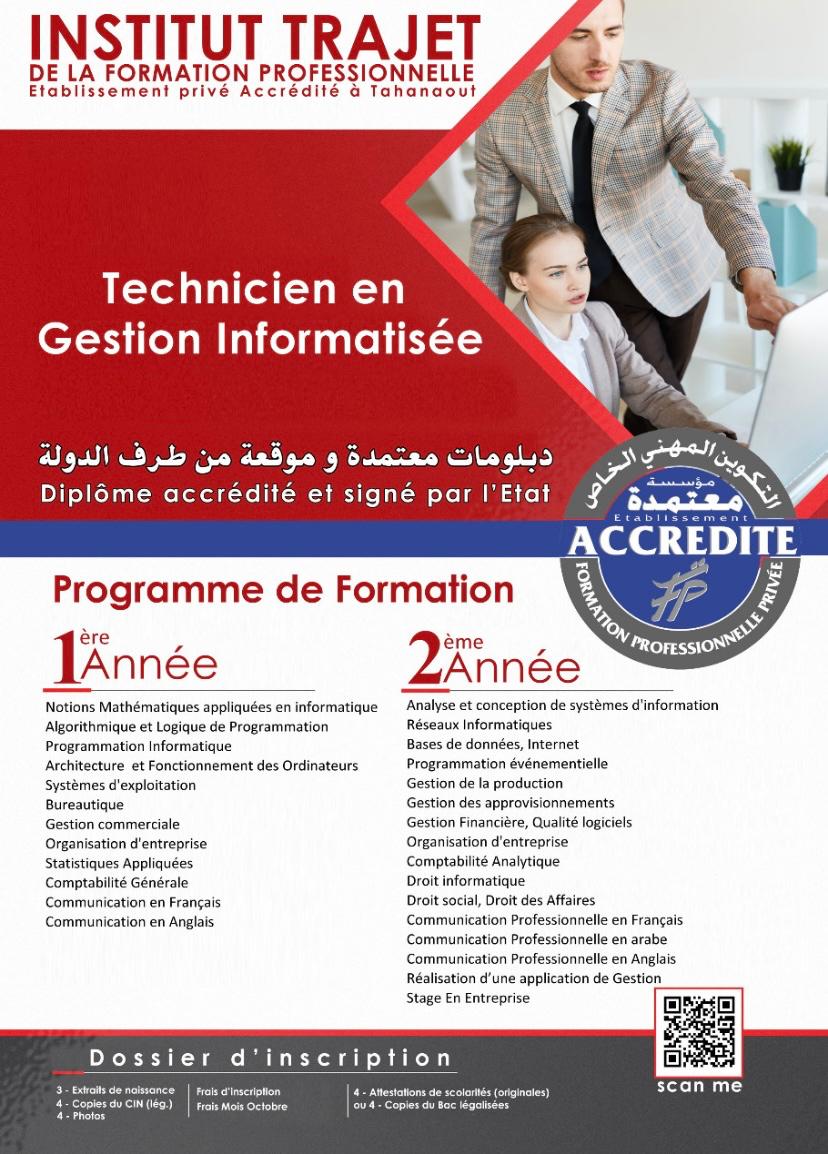 INSTITUT TRAJET
DE LA FORMATION PROFESSIONNELLE
Etablissement privé Accrédité à Tahanaout
Technicien en
Gestion Informatisée
دبلومات معتمدة و موقعة من طرف الدولة
Diplôme accrédité et signé par l'Etat
التكوين المهني الخاص
مؤسسة
معتمدة
Etablissement
ACCREDITE
FP
FORMATION PROFESSIONNELLE PRIVÉE
Programme de Formation
1ère Année
Notions Mathématiques appliquées en informatique
Algorithmique et Logique de Programmation
Programmation Informatique
Architecture et Fonctionnement des Ordinateurs
Systèmes d'exploitation
Bureautique
Gestion commerciale
Organisation d'entreprise
Statistiques Appliquées
Comptabilité Générale
Communication en Français
Communication en Anglais
2ème Année
Analyse et conception de systèmes d'information
Réseaux Informatiques
Bases de données, Internet
Programmation événementielle
Gestion de la production
Gestion des approvisionnements
Gestion Financière, Qualité logiciels
Organisation d'entreprise
Comptabilité Analytique
Droit informatique
Droit social, Droit des Affaires
Communication Professionnelle en Français
Communication Professionnelle en arabe
Communication Professionnelle en Anglais
Réalisation d'une application de Gestion
Stage En Entreprise
scan me
Dossier d'inscription
3 - Extraits de naissance
4 - Copies du CIN (lég.)
4 - Photos
Frais d'inscription
Frais Mois Octobre
4 - Attestations de scolarités (originales)
ou 4 - Copies du Bac légalisées